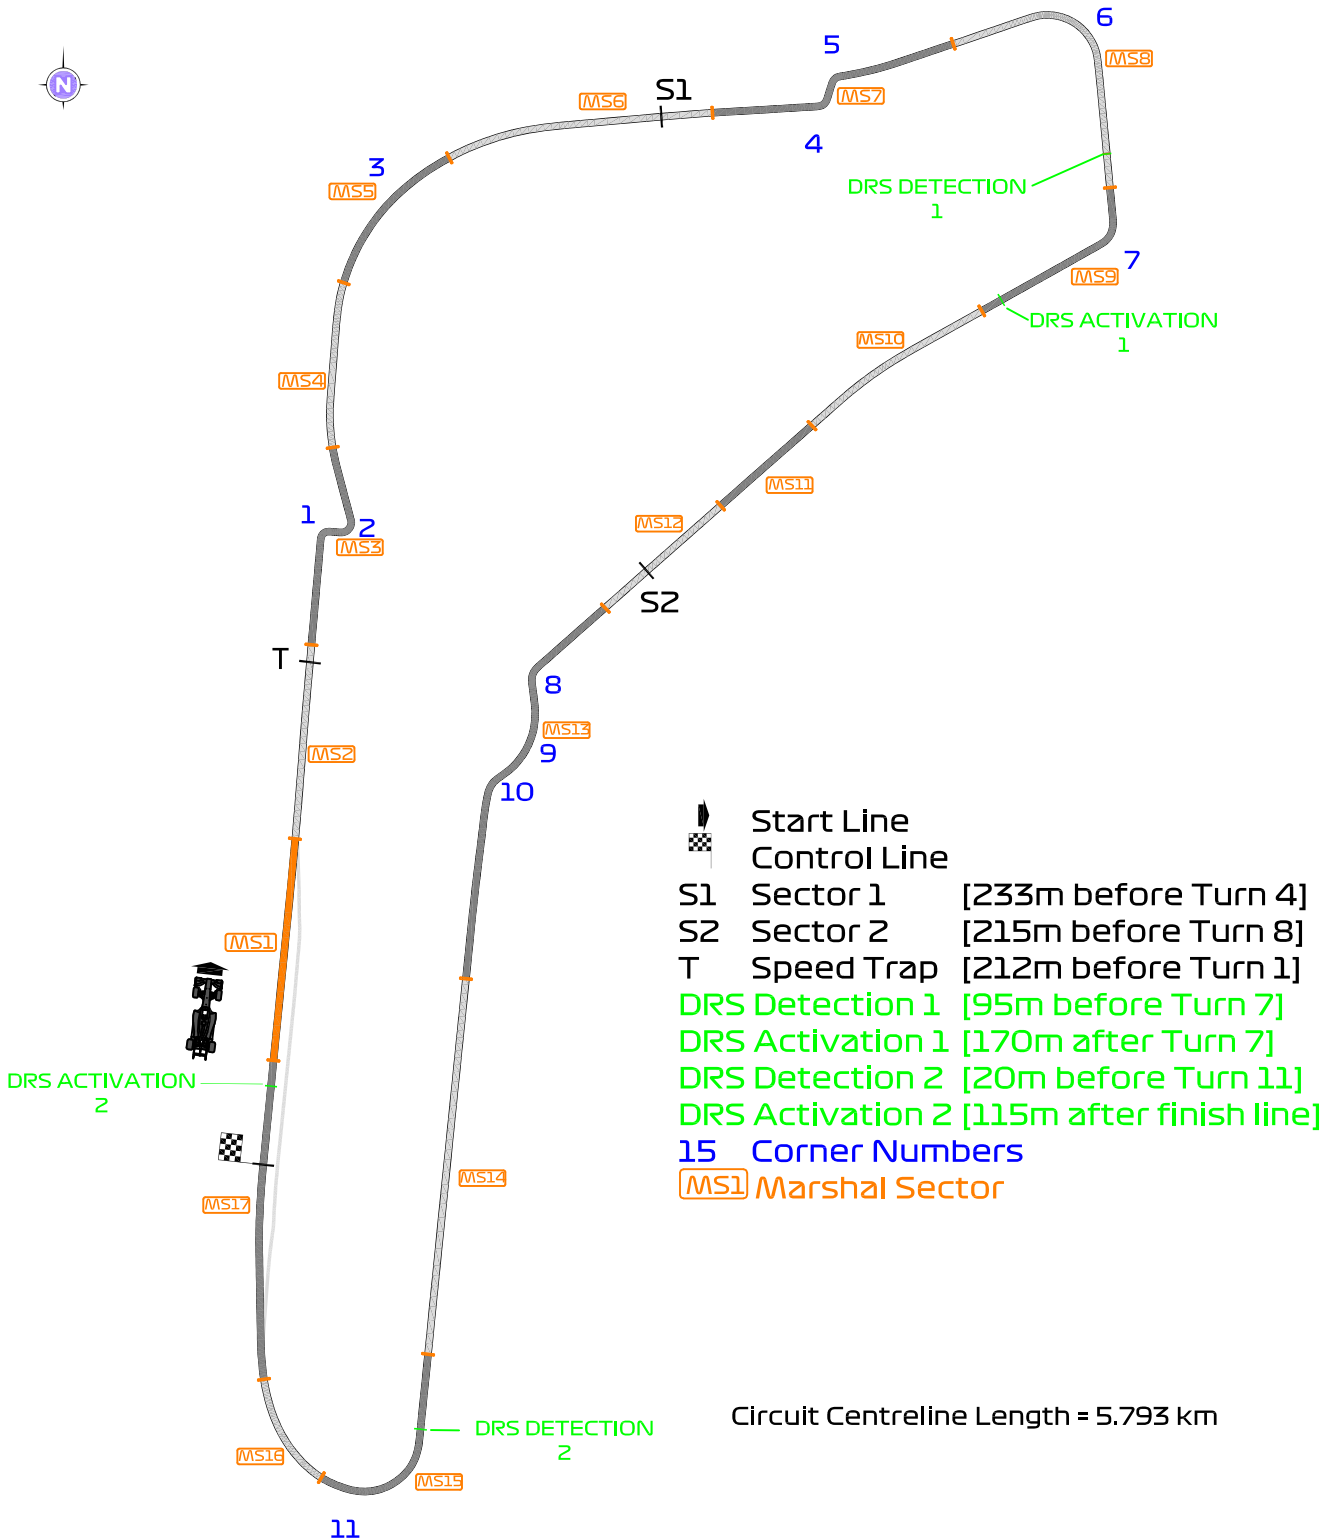 6
5
MS8
N
S1
MS6
MS7
4
3
MS5
DRS DETECTION
1
7
MS9
DRS ACTIVATION
1
MS10
MS4
MS11
1
2
MS3
MS12
S2
T
8
MS13
MS2
9
10
Start Line
Control Line
S1 Sector 1 [233m before Turn 4]
S2 Sector 2 [215m before Turn 8]
T Speed Trap [212m before Turn 1]
DRS Detection 1 [95m before Turn 7]
DRS Activation 1 [170m after Turn 7]
DRS Detection 2 [20m before Turn 11]
DRS Activation 2 [115m after finish line]
15 Corner Numbers
MS1 Marshal Sector
MS1
DRS ACTIVATION
2
MS14
MS17
Circuit Centreline Length = 5.793 km
DRS DETECTION
2
MS16
MS15
11